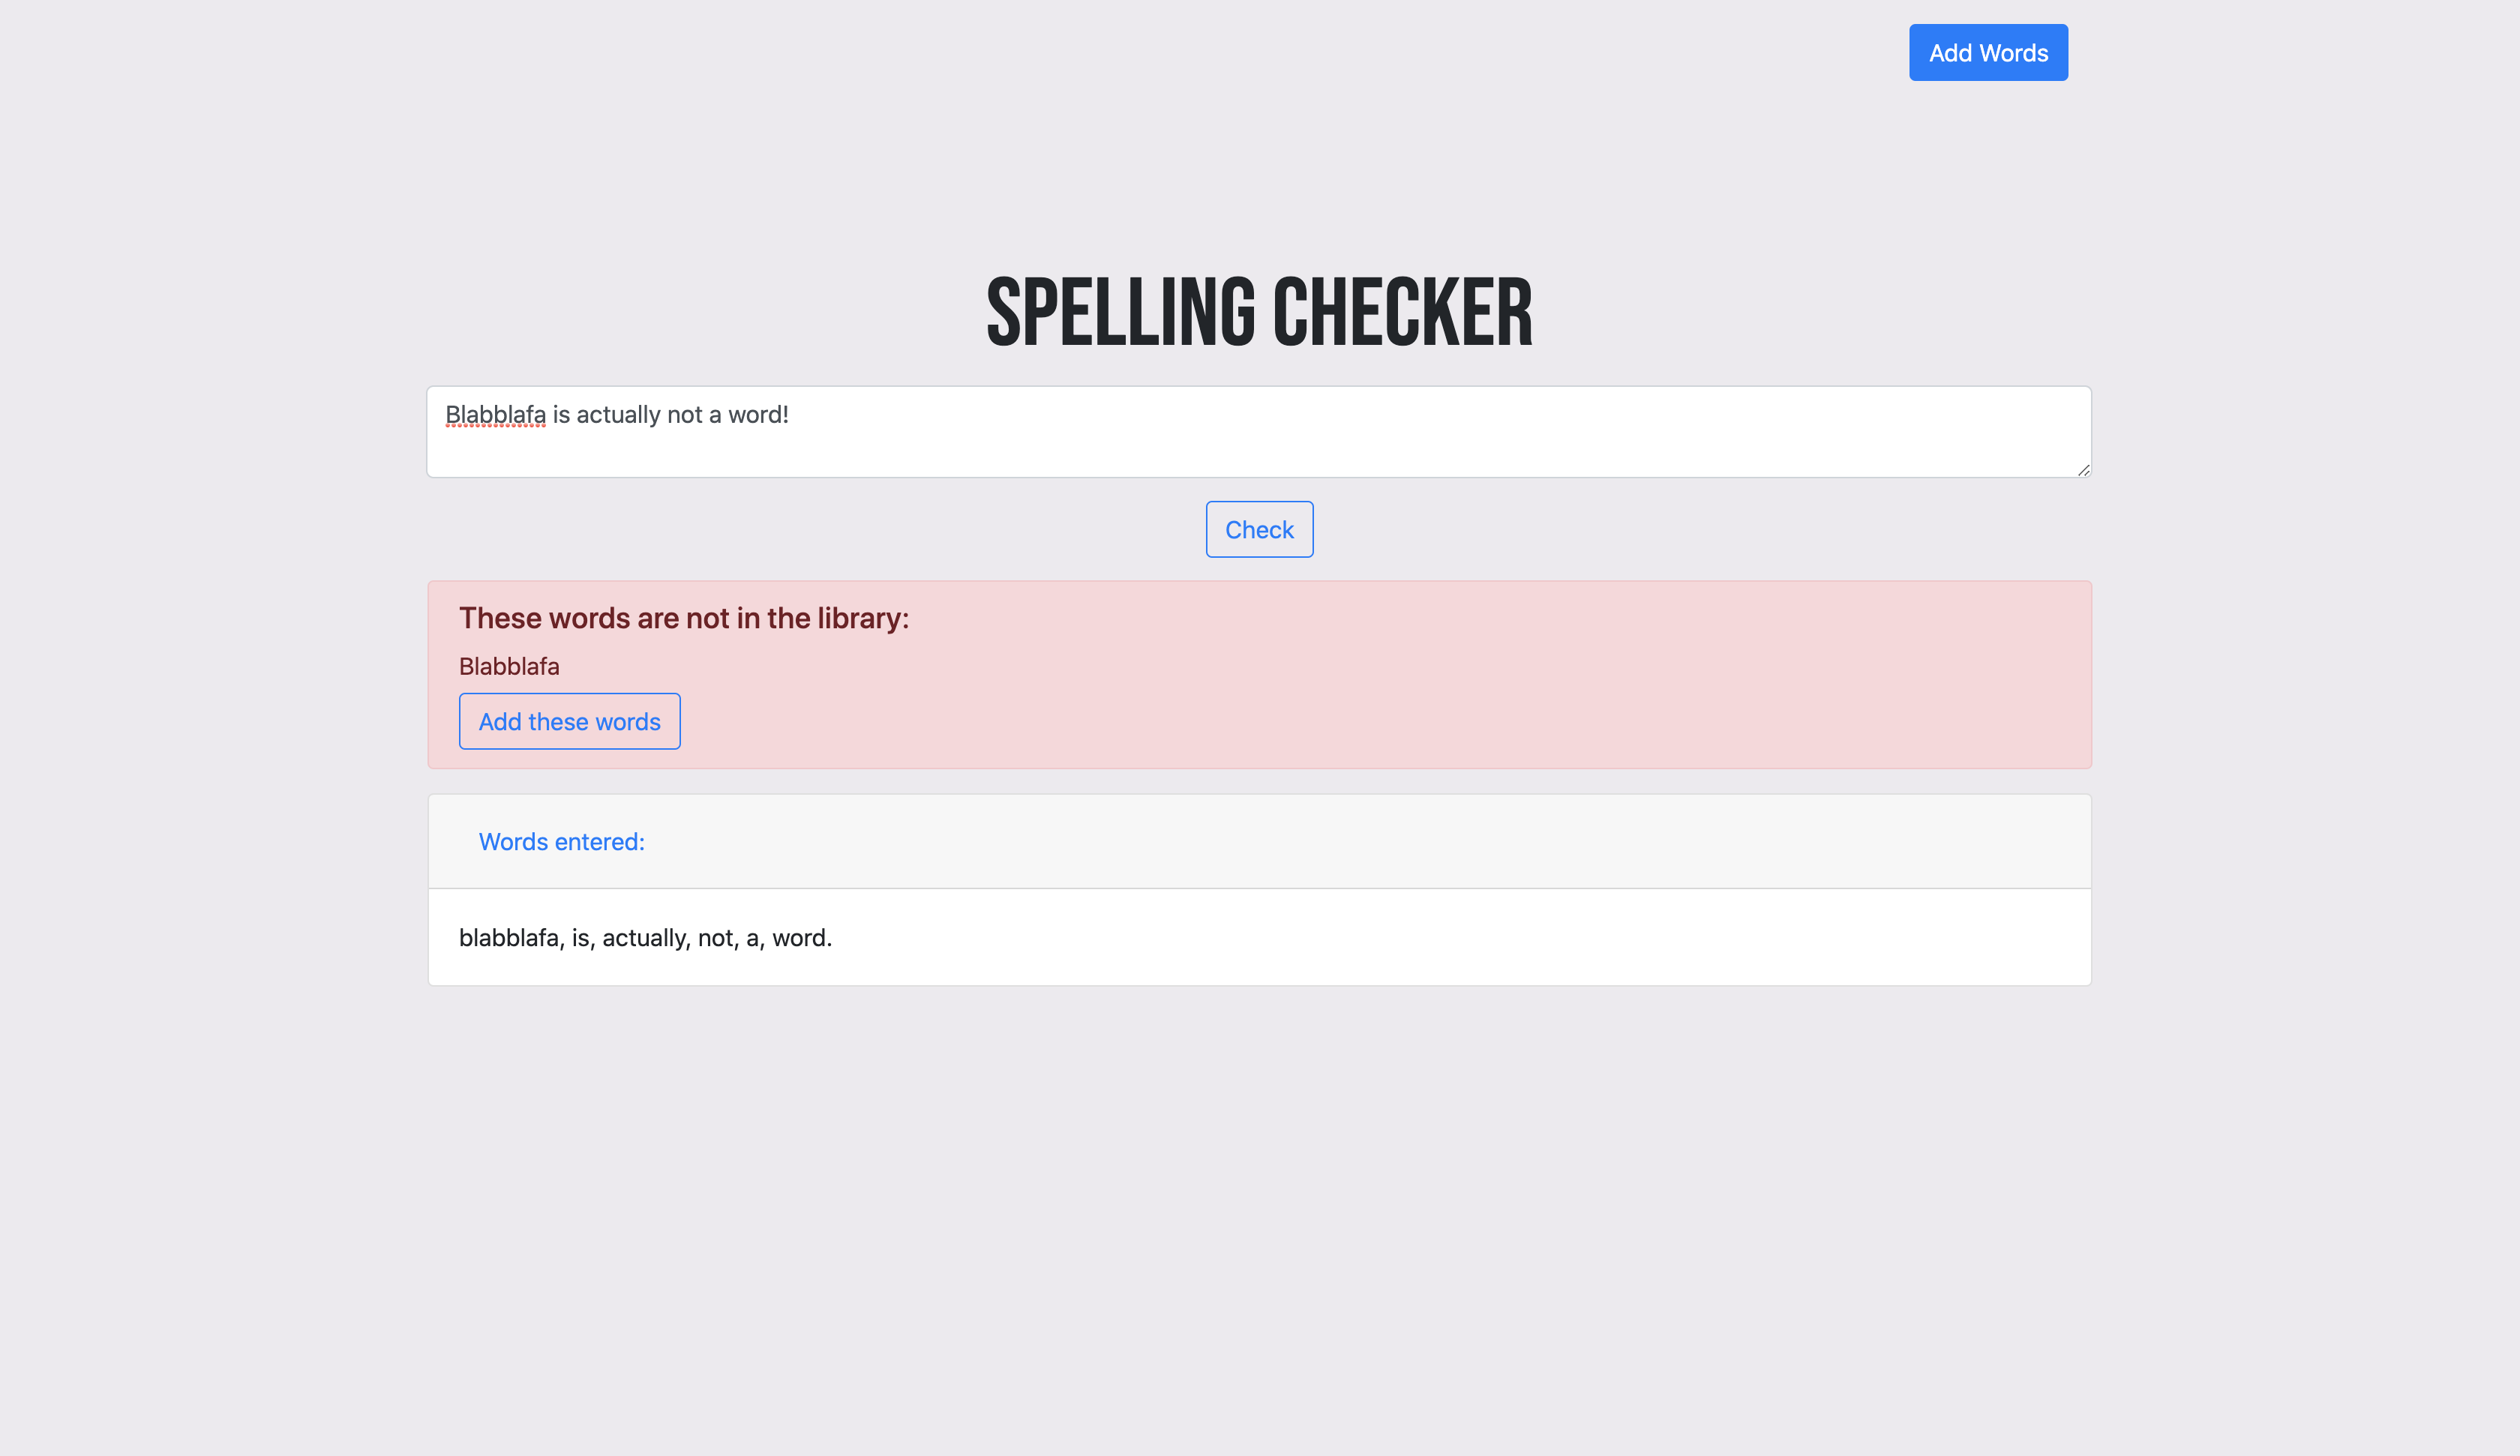 Add Words
SPELLING CHECKER
Blabblafa is actually not a word!
Check
These words are not in the library:
Blabblafa
Add these words
Words entered:
blabblafa, is, actually, not, a, word.